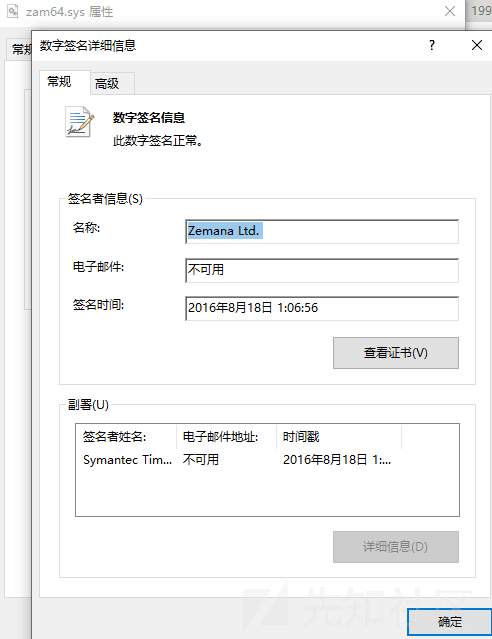 zam64.sys 属性
199
常规
数字签名详细信息
?
常规
高级
数字签名信息
此数字签名正常。
签名者信息(S)
名称:
Zemana Ltd.
电子邮件:
不可用
签名时间:
2016年8月18日 1:06:56
查看证书(V)
副署(U)
签名者姓名: 电子邮件地址: 时间戳
Symantec Tim... 不可用 2016年8月18日 1:...
详细信息(D)
先知社区
确定